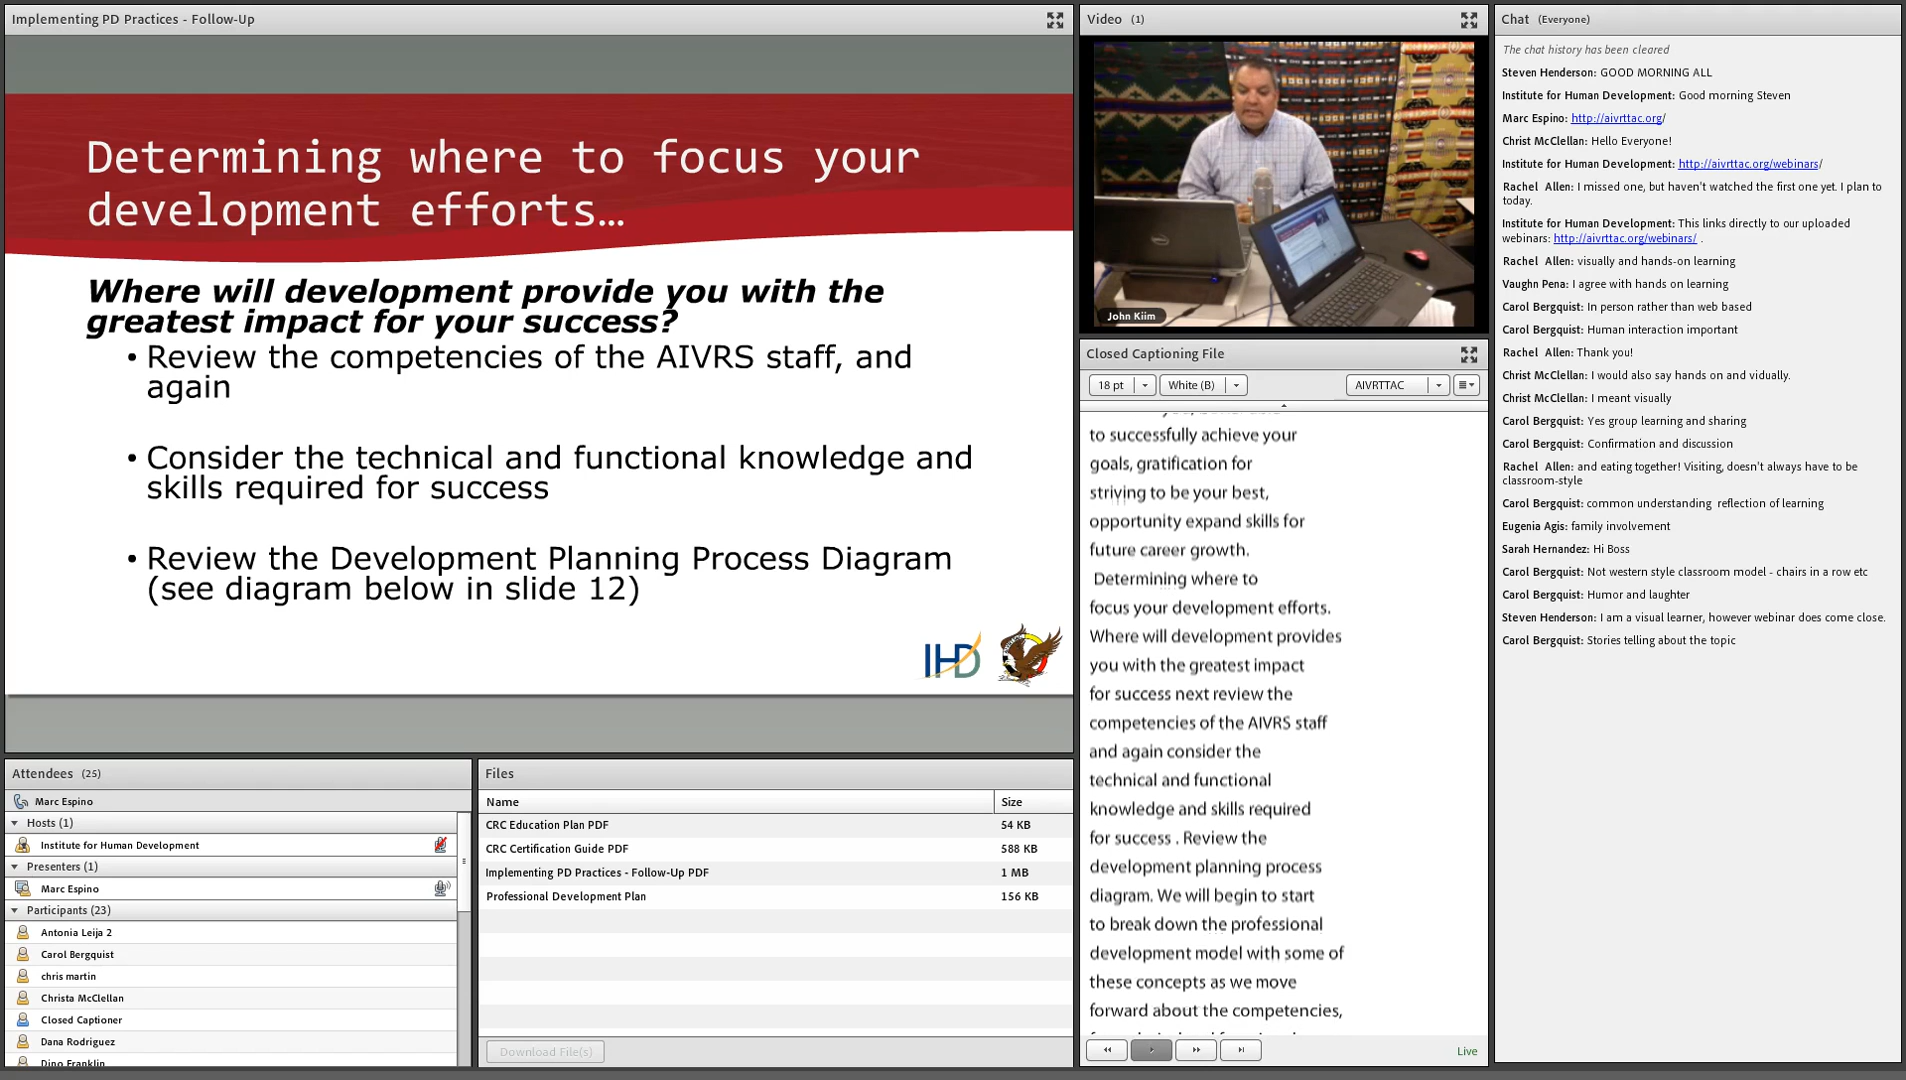 Implementing PD Practices - Follow-Up
Determining where to focus your
development efforts…
Where will development provide you with the
greatest impact for your success?
• Review the competencies of the AIVRS staff, and
again
• Consider the technical and functional knowledge and
skills required for success
• Review the Development Planning Process Diagram
(see diagram below in slide 12)
IHD
Attendees (25)
Marc Espino
Hosts (1)
Institute for Human Development
Presenters (1)
Marc Espino
Participants (23)
Antonia Leija 2
Carol Bergquist
chris martin
Christa McClellan
Closed Captioner
Dana Rodriguez
Dino Franklin
Files
Name Size
CRC Education Plan PDF 54 KB
CRC Certification Guide PDF 588 KB
Implementing PD Practices - Follow-Up PDF 1 MB
Professional Development Plan 156 KB
Download File(s)
Video (1)
John Kiim
Closed Captioning File
18 pt White (B) AIVRTTAC
to successfully achieve your
goals, gratification for
striving to be your best,
opportunity expand skills for
future career growth.
Determining where to
focus your development efforts.
Where will development provides
you with the greatest impact
for success next review the
competencies of the AIVRS staff
and again consider the
technical and functional
knowledge and skills required
for success . Review the
development planning process
diagram. We will begin to start
to break down the professional
development model with some of
these concepts as we move
forward about the competencies,
Live
Chat (Everyone)
The chat history has been cleared
Steven Henderson: GOOD MORNING ALL
Institute for Human Development: Good morning Steven
Marc Espino: http://aivrttac.org/
Christ McClellan: Hello Everyone!
Institute for Human Development: http://aivrttac.org/webinars/
Rachel Allen: I missed one, but haven't watched the first one yet. I plan to
today.
Institute for Human Development: This links directly to our uploaded
webinars: http://aivrttac.org/webinars/ .
Rachel Allen: visually and hands-on learning
Vaughn Pena: I agree with hands on learning
Carol Bergquist: In person rather than web based
Carol Bergquist: Human interaction important
Rachel Allen: Thank you!
Christ McClellan: I would also say hands on and vidually.
Christ McClellan: I meant visually
Carol Bergquist: Yes group learning and sharing
Carol Bergquist: Confirmation and discussion
Rachel Allen: and eating together! Visiting, doesn't always have to be
classroom-style
Carol Bergquist: common understanding reflection of learning
Eugenia Agis: family involvement
Sarah Hernandez: Hi Boss
Carol Bergquist: Not western style classroom model - chairs in a row etc
Carol Bergquist: Humor and laughter
Steven Henderson: I am a visual learner, however webinar does come close.
Carol Bergquist: Stories telling about the topic